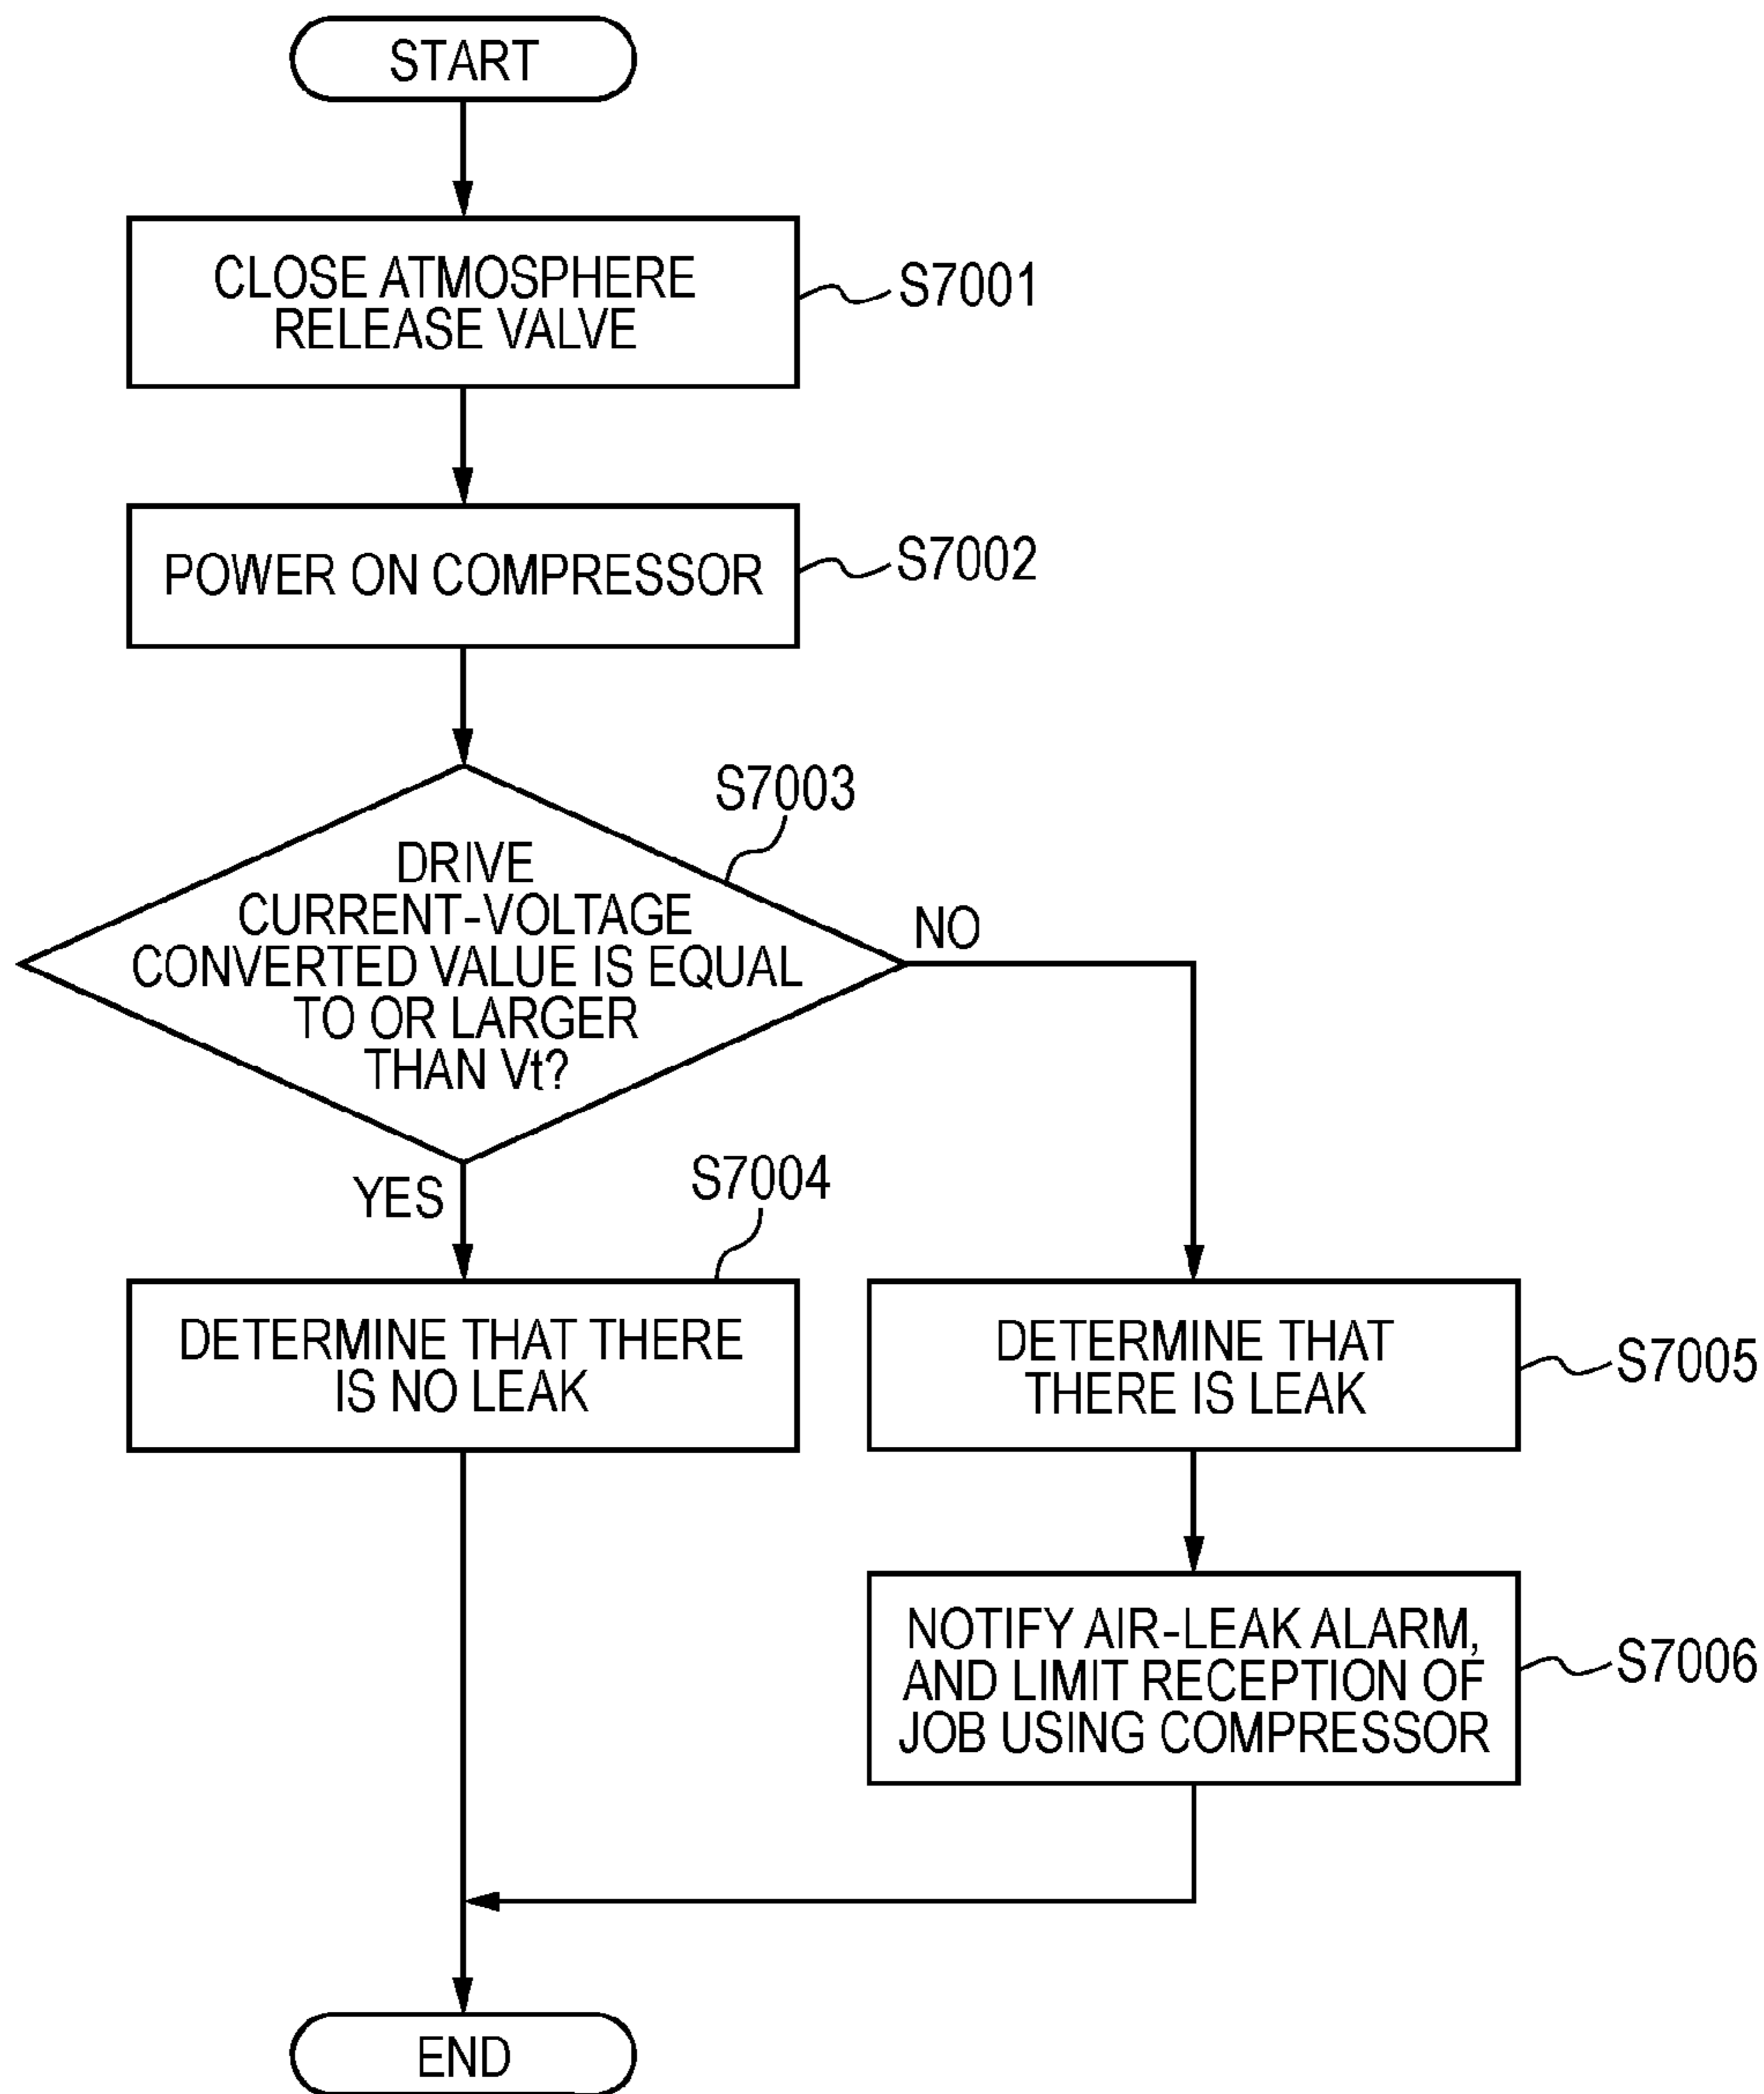 START
CLOSE ATMOSPHERE
RELEASE VALVE
S7001
POWER ON COMPRESSOR
S7002
S7003
DRIVE
CURRENT-VOLTAGE
CONVERTED VALUE IS EQUAL
TO OR LARGER
THAN Vt?
NO
YES
S7004
DETERMINE THAT THERE
IS NO LEAK
DETERMINE THAT
THERE IS LEAK
S7005
NOTIFY AIR-LEAK ALARM,
AND LIMIT RECEPTION OF
JOB USING COMPRESSOR
S7006
END